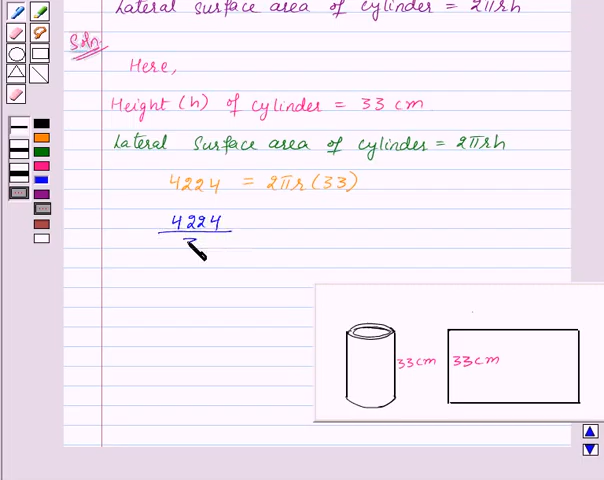 Lateral surface area of cylinder = 2πrh
Soln.
Here,
Height (h) of cylinder = 33 cm
Lateral surface area of cylinder = 2πrh
4224 = 2πr (33)
4224
33cm
33cm